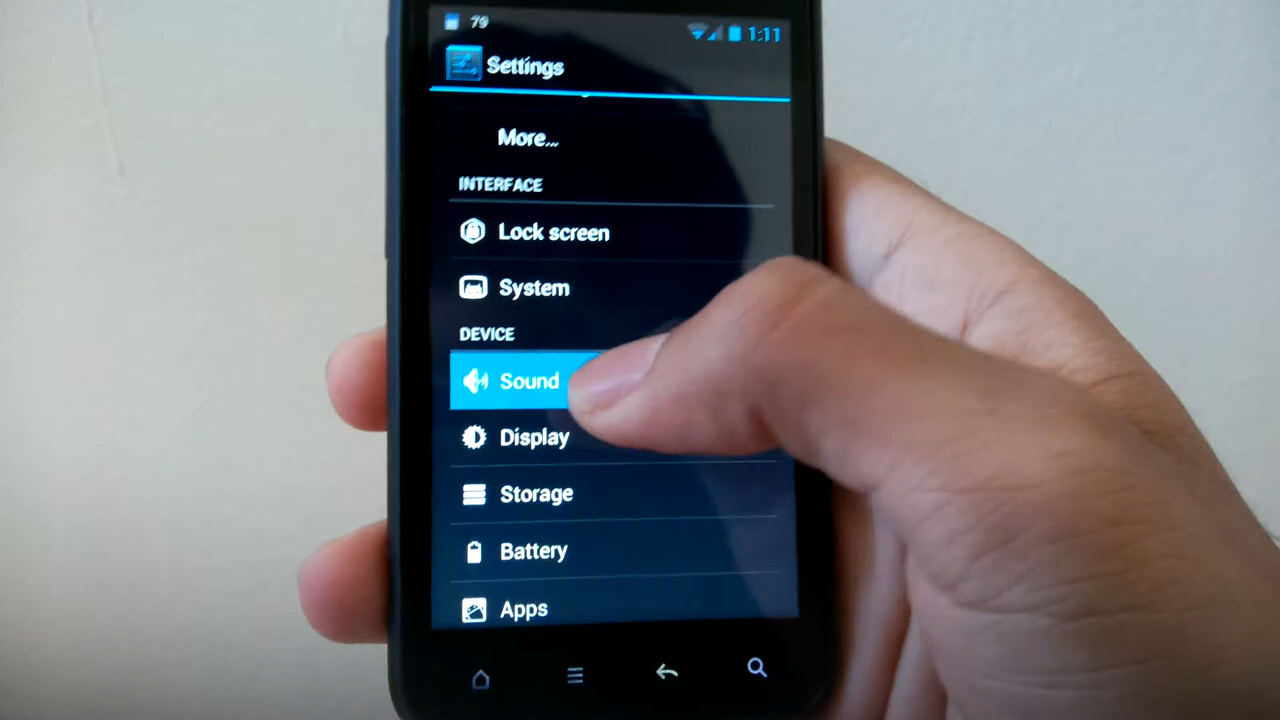 79 1:11
Settings
More...
INTERFACE
Lock screen
System
DEVICE
Sound
Display
Storage
Battery
Apps